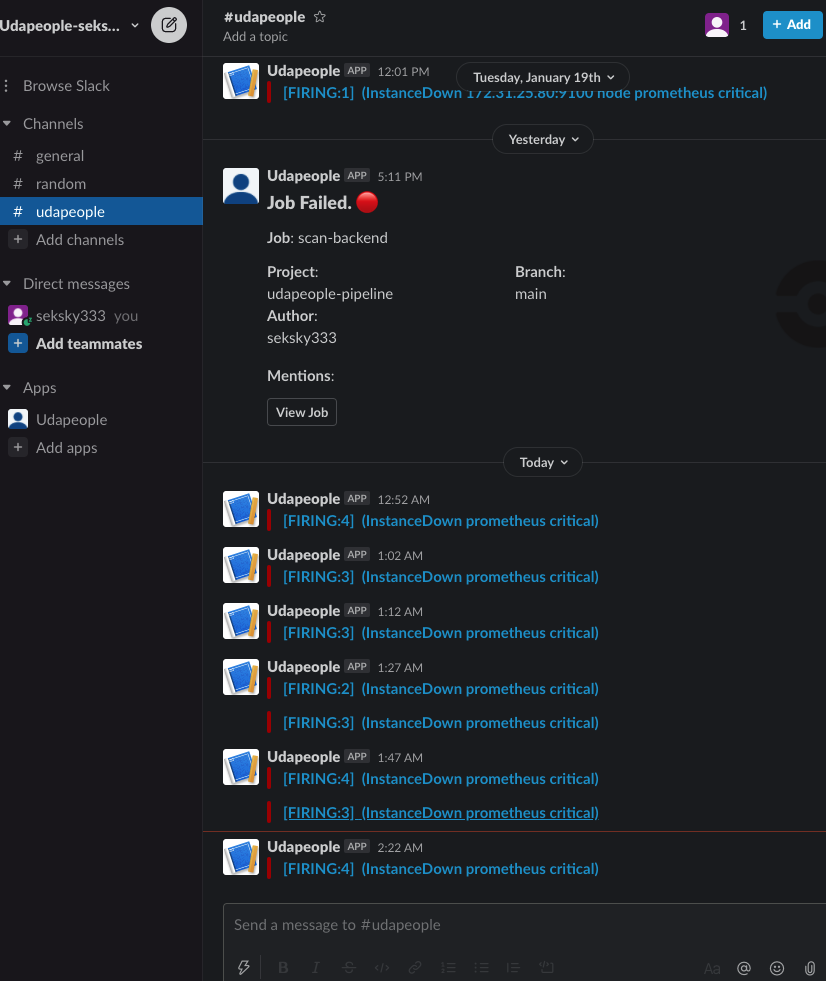 Udapeople-seks...
Browse Slack
Channels
# general
# random
# udapeople
+ Add channels
Direct messages
seksky333 you
+ Add teammates
Apps
Udapeople
+ Add apps
#udapeople
Add a topic
1
+ Add
Udapeople APP 12:01 PM
Tuesday, January 19th
[FIRING:1] (InstanceDown 172.31.25.80:9100 node prometheus critical)
Yesterday
Udapeople APP 5:11 PM
Job Failed.
Job: scan-backend
Project:
udapeople-pipeline
Branch:
main
Author:
seksky333
Mentions:
View Job
Today
Udapeople APP 12:52 AM
[FIRING:4] (InstanceDown prometheus critical)
Udapeople APP 1:02 AM
[FIRING:3] (InstanceDown prometheus critical)
Udapeople APP 1:12 AM
[FIRING:3] (InstanceDown prometheus critical)
Udapeople APP 1:27 AM
[FIRING:2] (InstanceDown prometheus critical)
[FIRING:3] (InstanceDown prometheus critical)
Udapeople APP 1:47 AM
[FIRING:4] (InstanceDown prometheus critical)
[FIRING:3] (InstanceDown prometheus critical)
Udapeople APP 2:22 AM
[FIRING:4] (InstanceDown prometheus critical)
Send a message to #udapeople
B I S </> Aa @